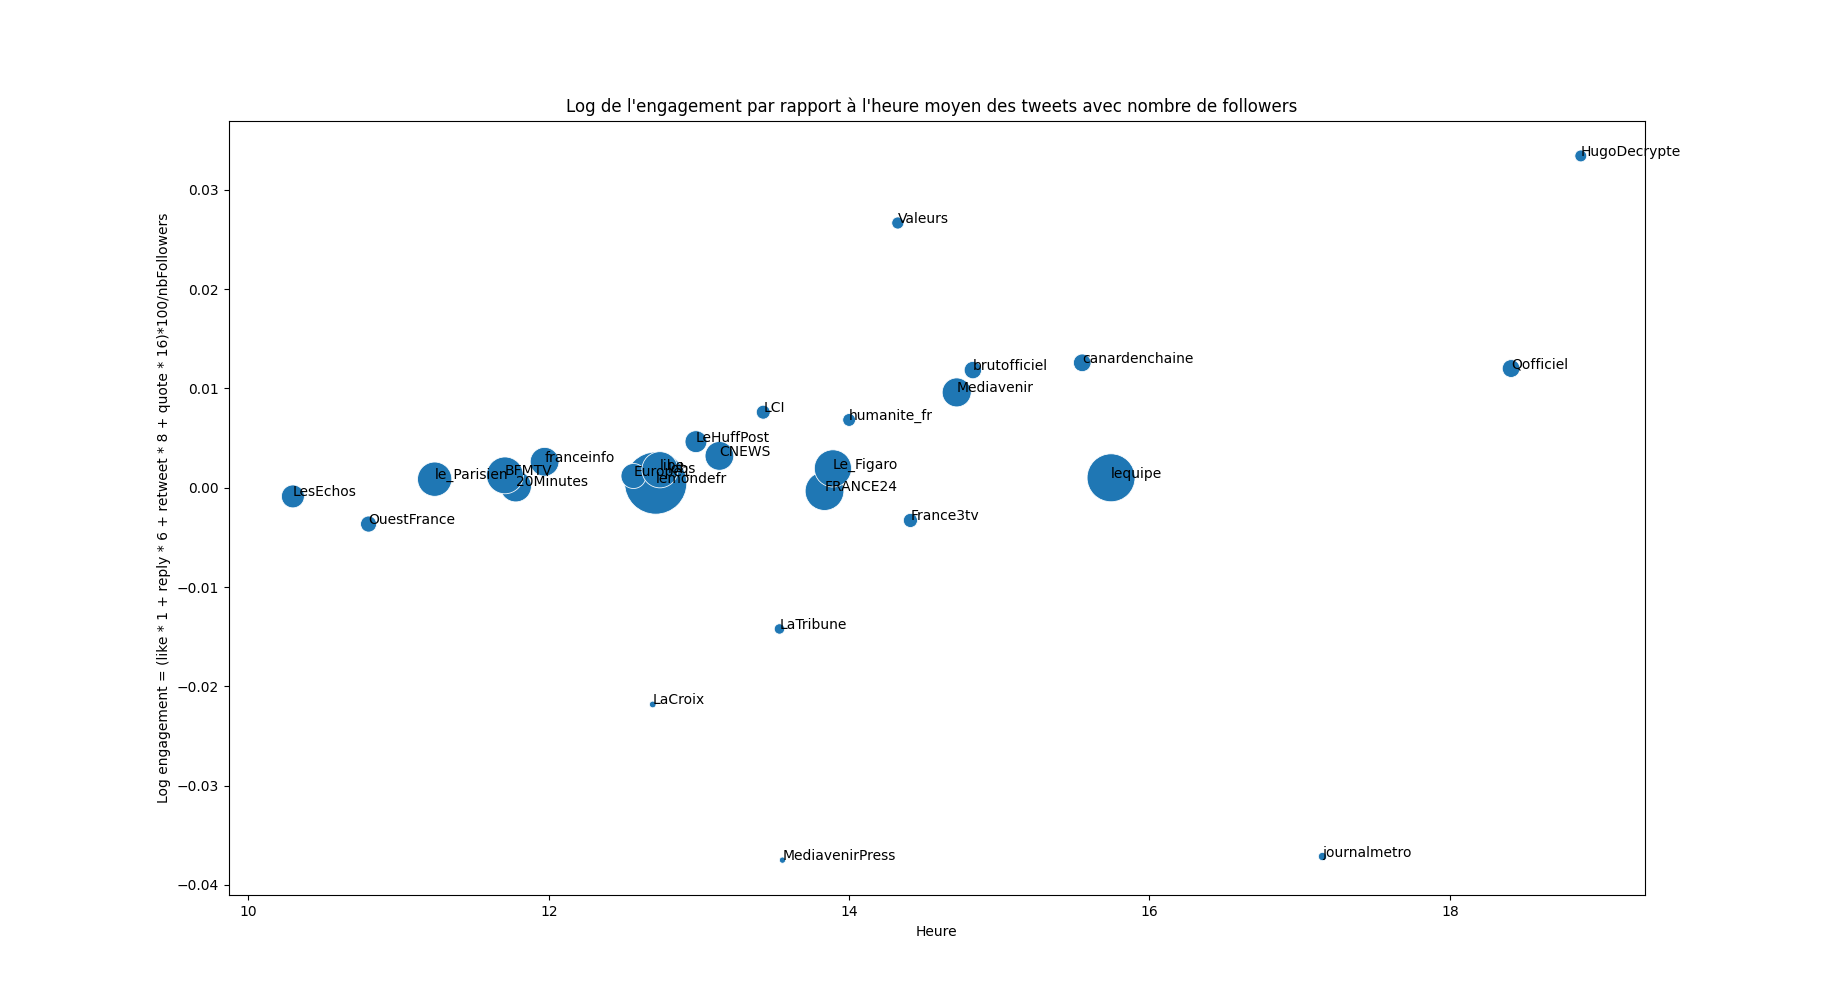 Log de l'engagement par rapport à l'heure moyen des tweets avec nombre de followers
Log engagement = (like * 1 + reply * 6 + retweet * 8 + quote * 16)*100/nbFollowers
0.03
0.02
0.01
0.00
−0.01
−0.02
−0.03
−0.04
HugoDecrypte
Valeurs
canardenchaine
brutofficiel
Qofficiel
Mediavenir
LCI
humanite_fr
LeHuffPost
CNEWS
franceinfo
Le_Figaro
BFMTV
le_Parisien
lequipe
lemondefr
20Minutes
FRANCE24
LesEchos
OuestFrance
France3tv
LaTribune
LaCroix
MediavenirPress
journalmetro
10 12 14 16 18
Heure